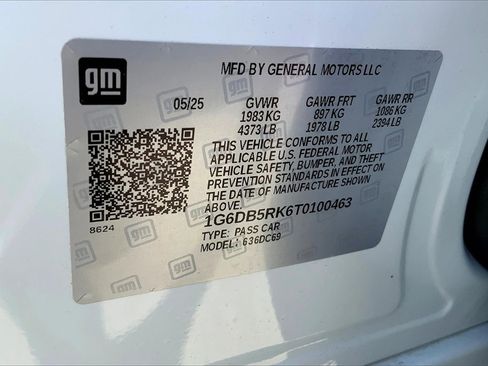 gm
MFD BY GENERAL MOTORS LLC
05/25 GVWR GAWR FRT GAWR RR
1983 KG 897 KG 1086 KG
4373 LB 1978 LB 2394 LB
THIS VEHICLE CONFORMS TO ALL
APPLICABLE U.S. FEDERAL MOTOR
VEHICLE SAFETY, BUMPER, AND THEFT
PREVENTION STANDARDS IN EFFECT ON
THE DATE OF MANUFACTURE SHOWN ABOVE.
8624
1G6DB5RK6T0100463
TYPE: PASS CAR
MODEL: 636DC69